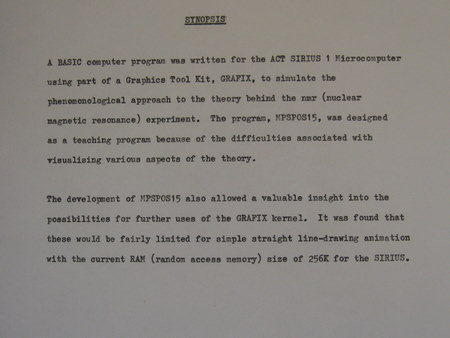 SYNOPSIS
A BASIC computer program was written for the ACT SIRIUS 1 Microcomputer
using part of a Graphics Tool Kit, GRAFIX, to simulate the
phenomonological approach to the theory behind the nmr (nuclear
magnetic resonance) experiment. The program, MPSPOS15, was designed
as a teaching program because of the difficulties associated with
visualising various aspects of the theory.
The development of MPSPOS15 also allowed a valuable insight into the
possibilities for further uses of the GRAFIX kernel. It was found that
these would be fairly limited for simple straight line-drawing animation
with the current RAM (random access memory) size of 256K for the SIRIUS.